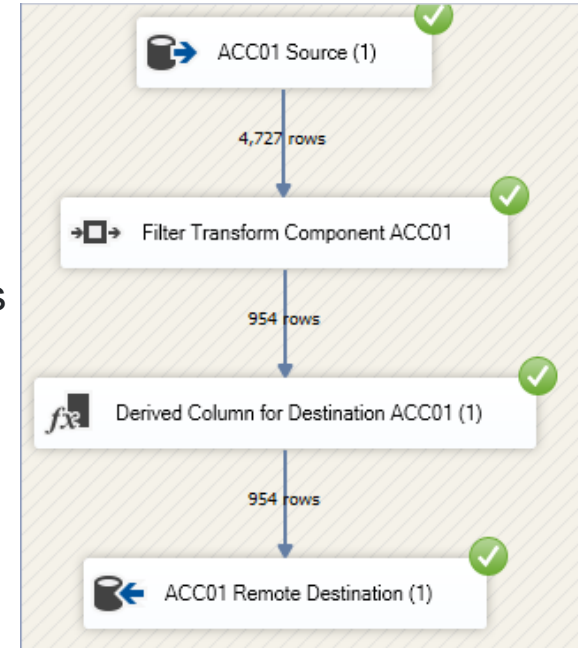 ACC01 Source (1)
4,727 rows
Filter Transform Component ACC01
s
954 rows
fx
Derived Column for Destination ACC01 (1)
954 rows
ACC01 Remote Destination (1)